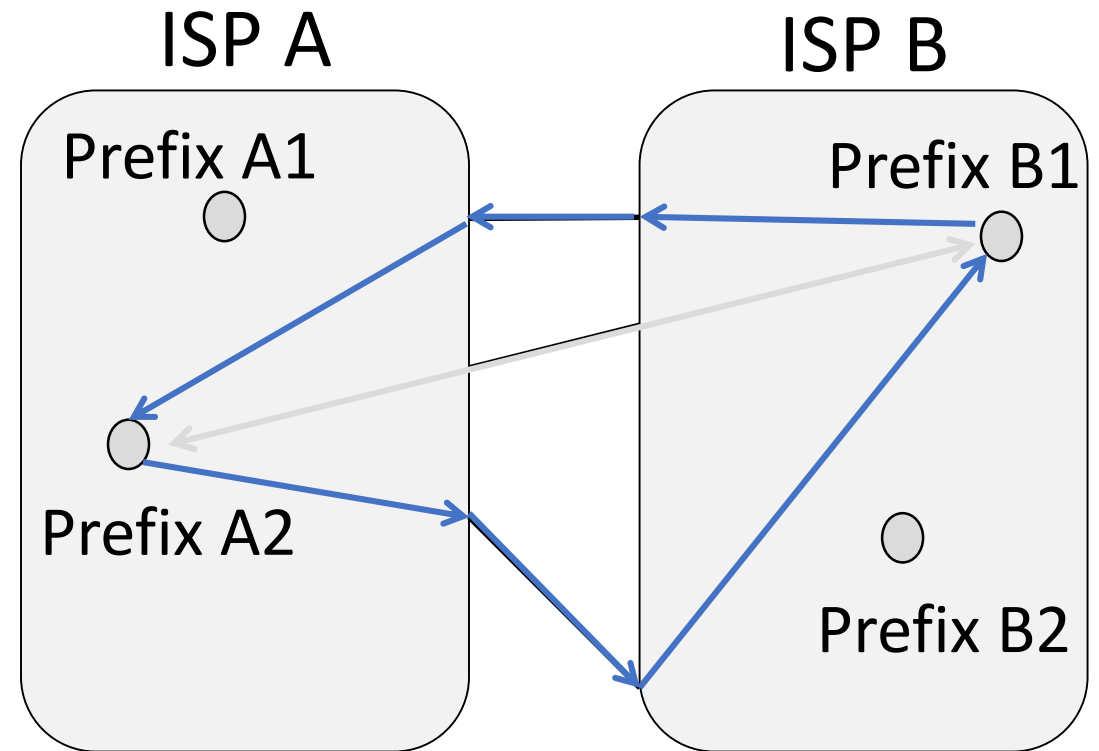 ISP A
ISP B
Prefix A1
Prefix B1
Prefix A2
Prefix B2